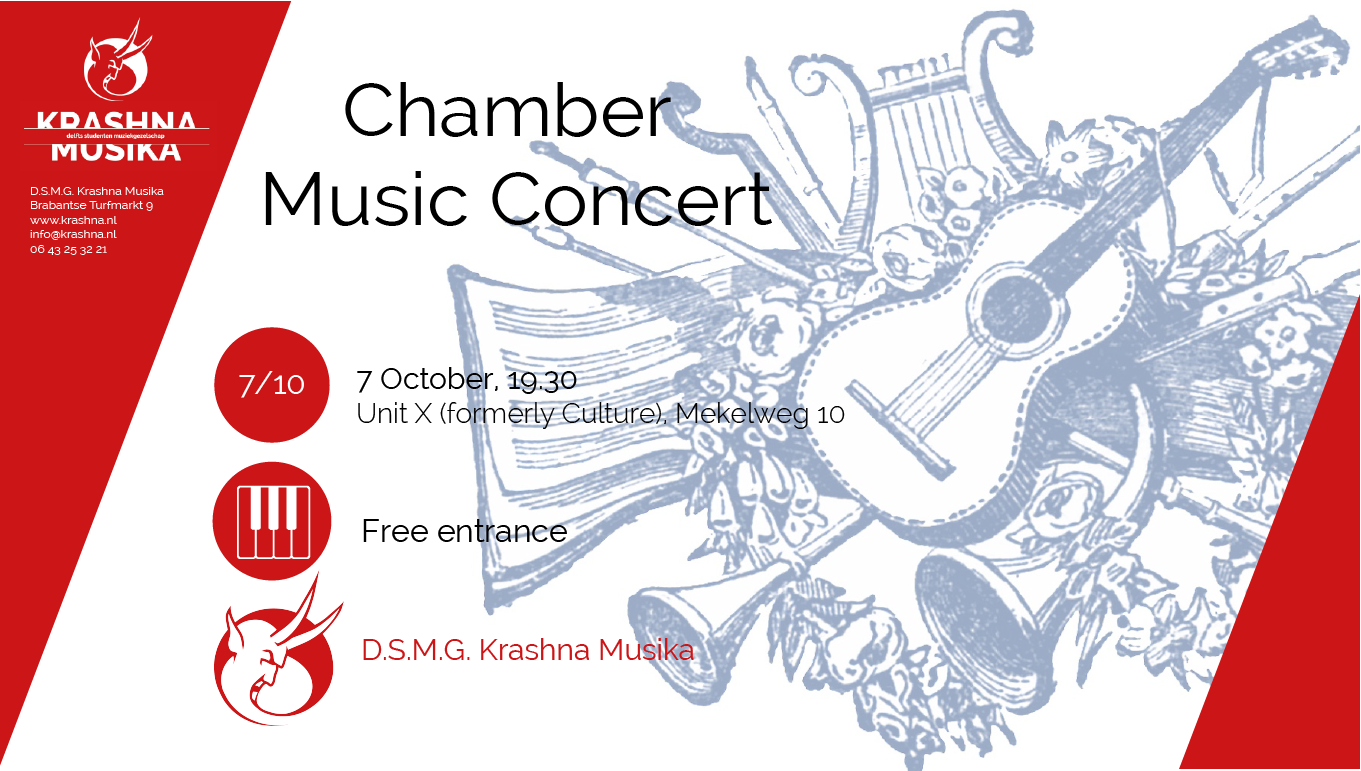 KRASHNA
delfts studenten muziekgezelschap
MUSIKA
D.S.M.G. Krashna Musika
Brabantse Turfmarkt 9
www.krashna.nl
info@krashna.nl
06 43 25 32 21
Chamber
Music Concert
7/10
7 October, 19.30
Unit X (formerly Culture), Mekelweg 10
Free entrance
D.S.M.G. Krashna Musika